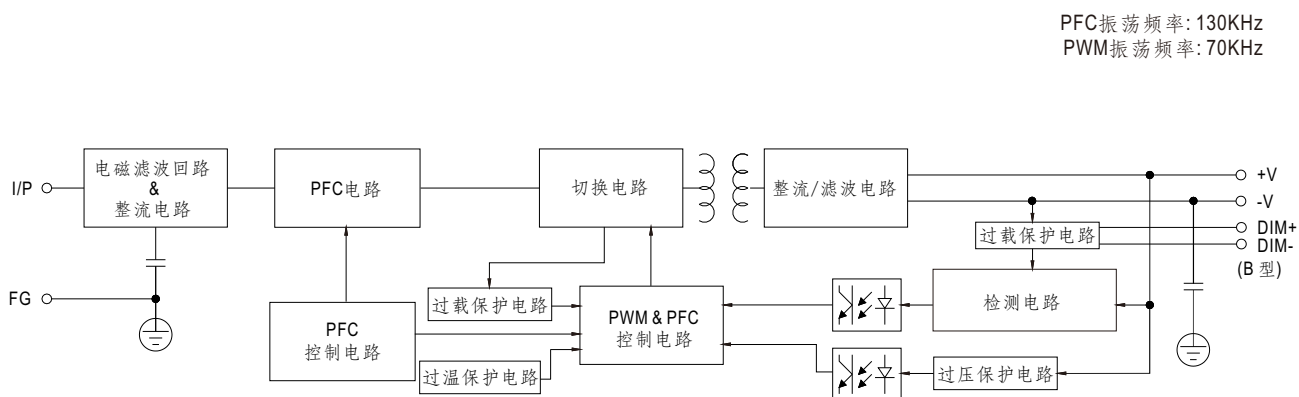 PFC振荡频率: 130KHz
PWM振荡频率: 70KHz
I/P
电磁滤波回路
&
整流电路
PFC电路
切换电路
整流/滤波电路
+V
-V
过载保护电路
DIM+
DIM-
(B 型)
FG
过载保护电路
PFC
控制电路
PWM & PFC
控制电路
检测电路
过温保护电路
过压保护电路